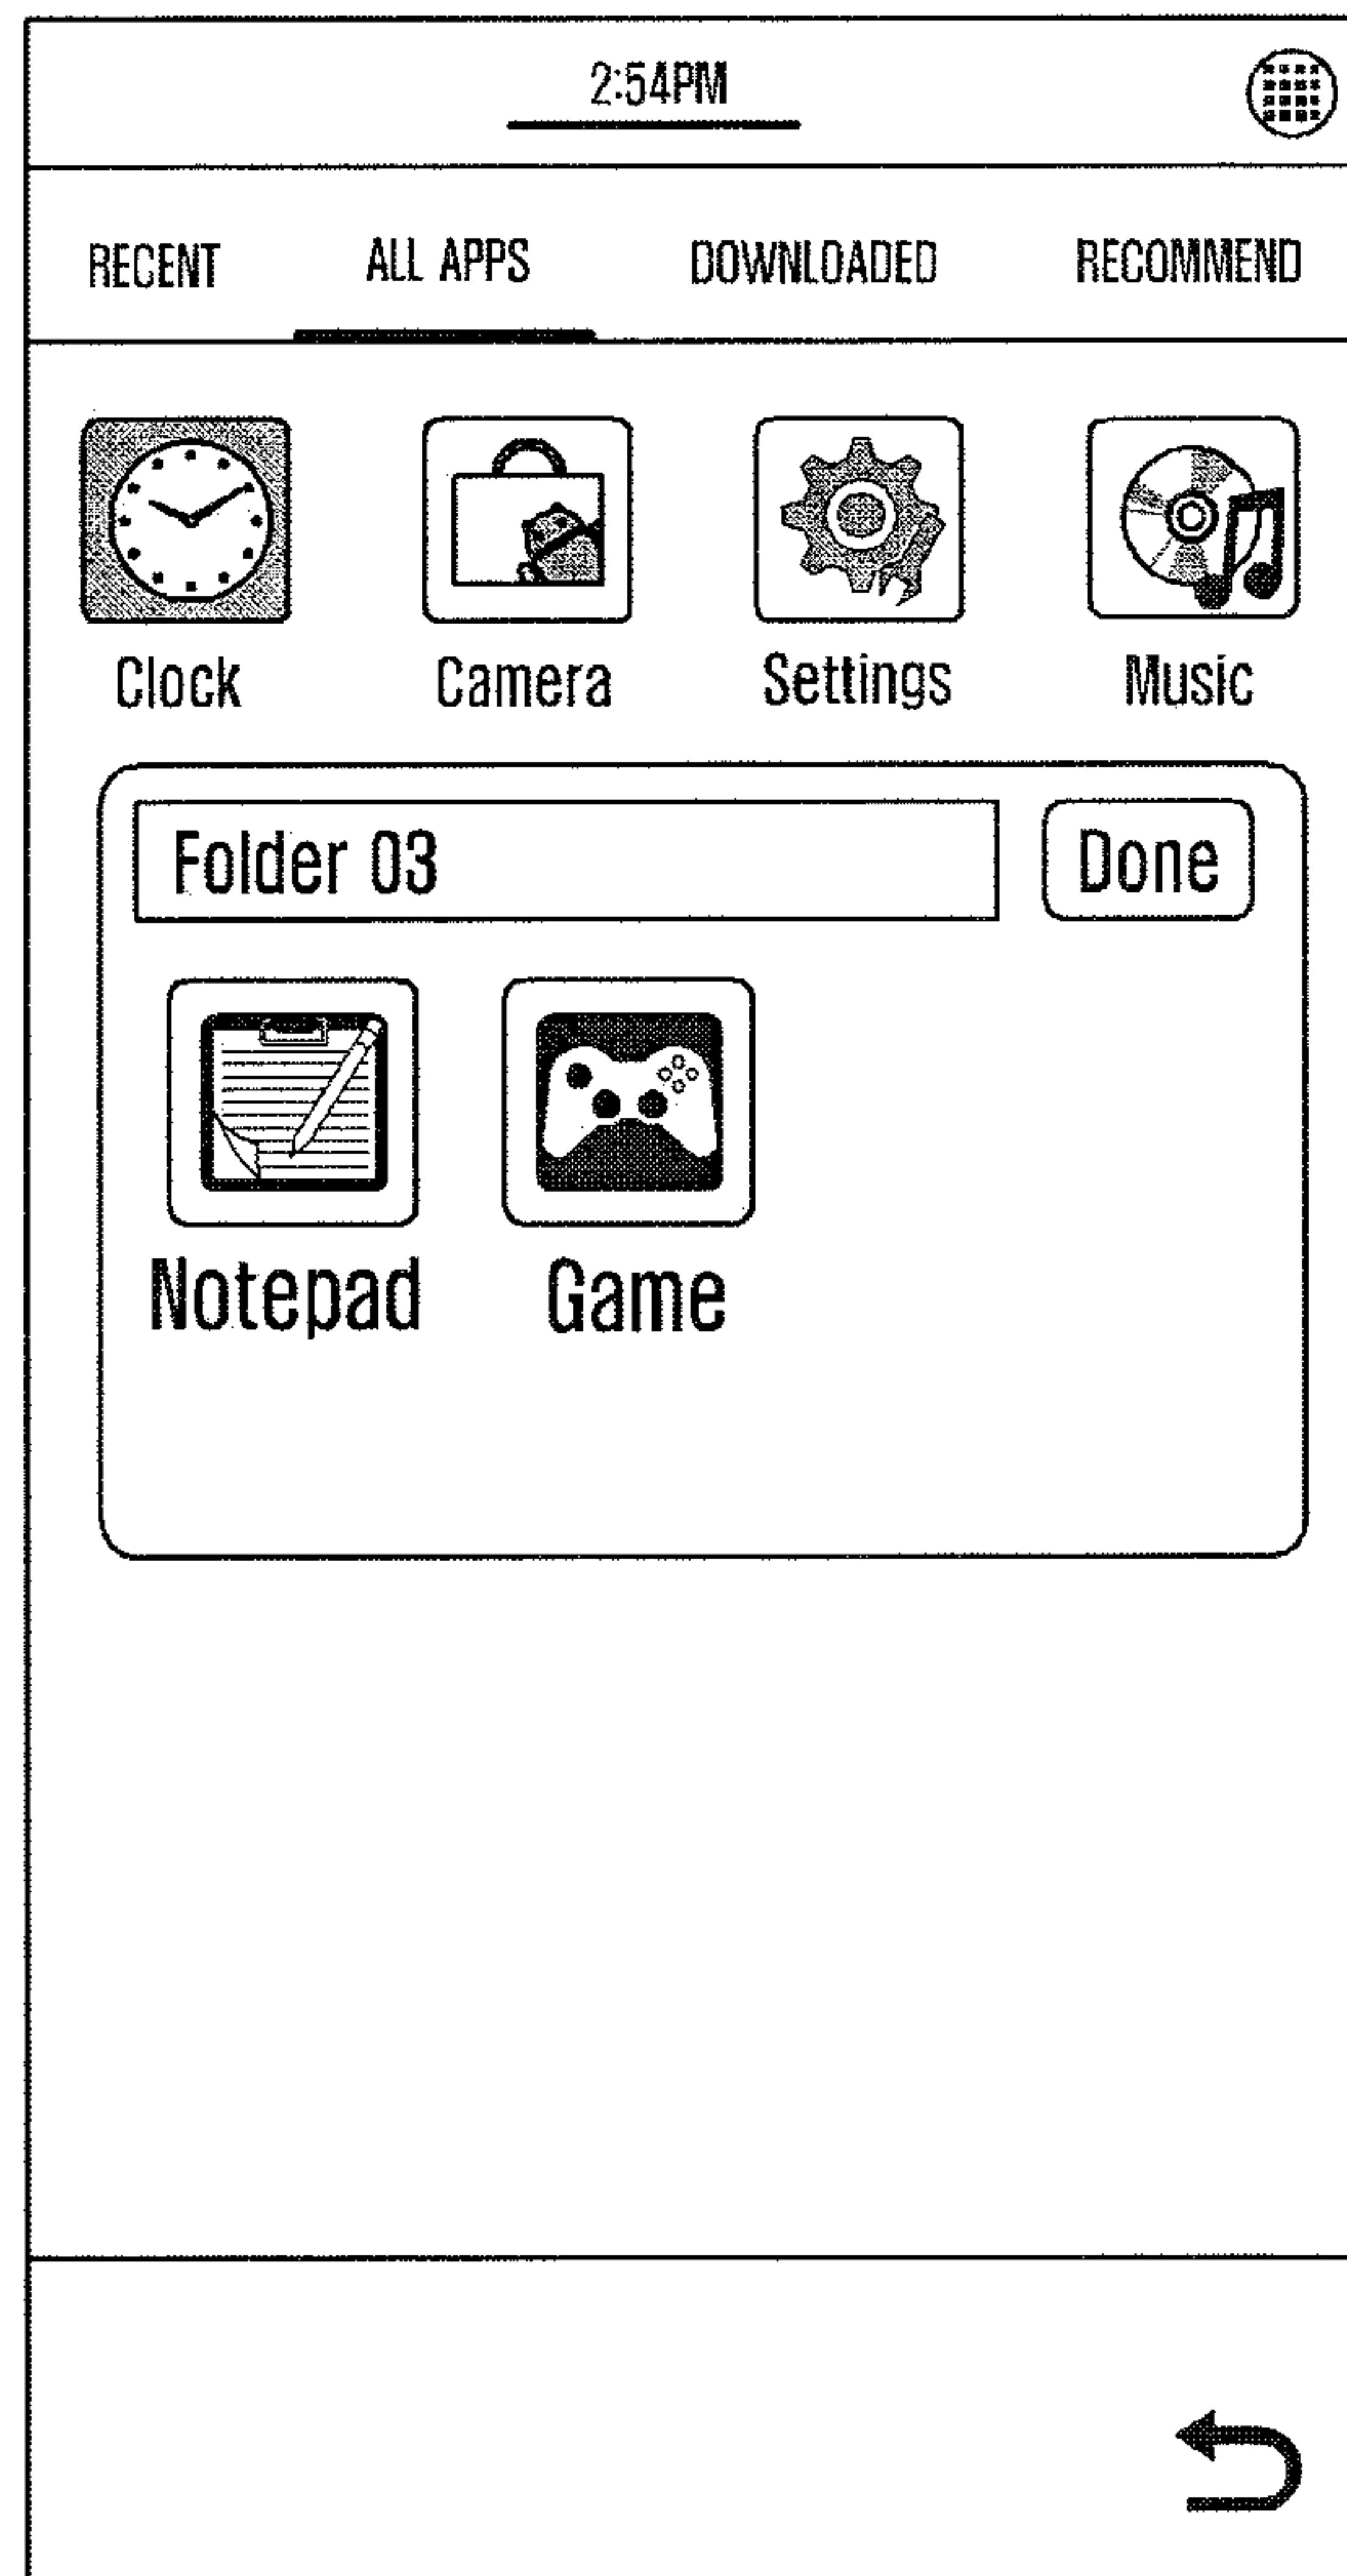 2:54PM
RECENT ALL APPS DOWNLOADED RECOMMEND
Clock Camera Settings Music
Folder 03 Done
Notepad Game